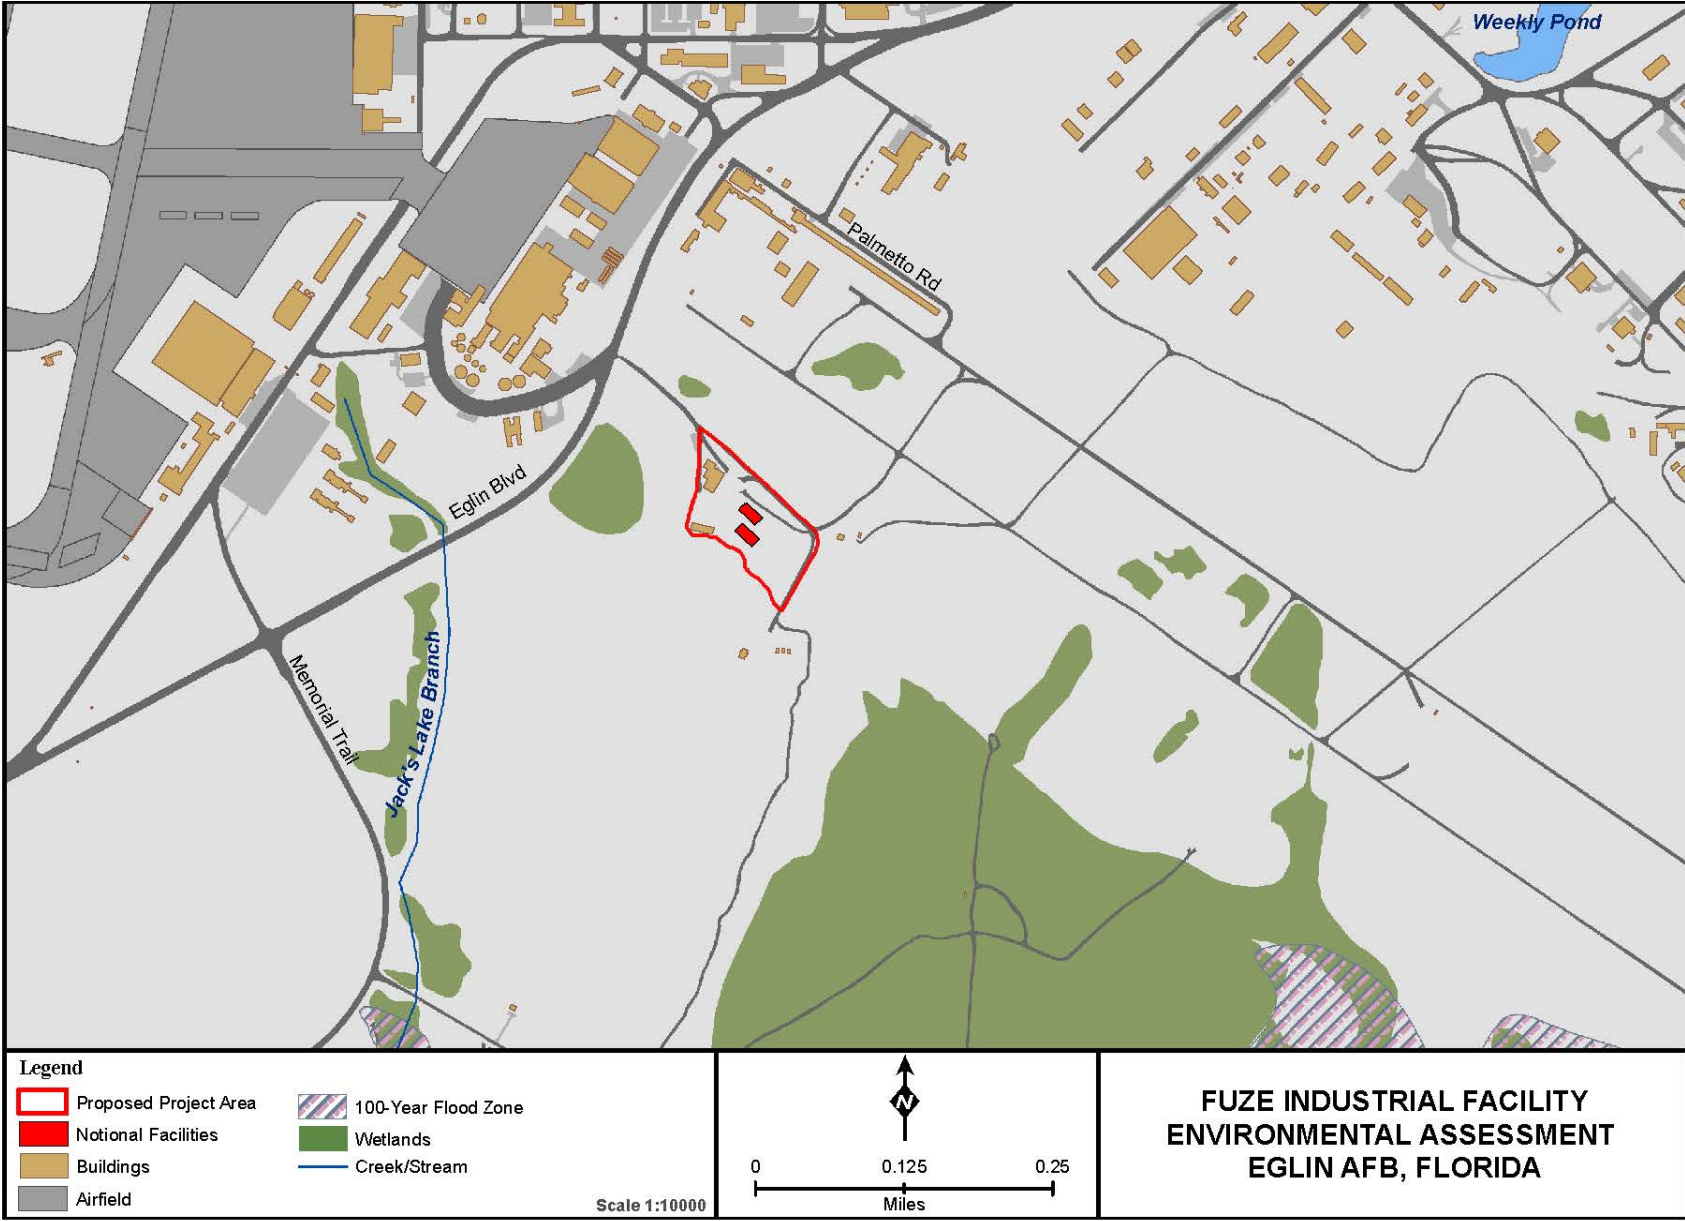 Weekly Pond
Palmetto Rd
Eglin Blvd
Memorial Trail
Jack's Lake Branch
Legend
Proposed Project Area
Notional Facilities
Buildings
Airfield
100-Year Flood Zone
Wetlands
Creek/Stream
Scale 1:10000
N
0 0.125 0.25
Miles
FUZE INDUSTRIAL FACILITY
ENVIRONMENTAL ASSESSMENT
EGLIN AFB, FLORIDA